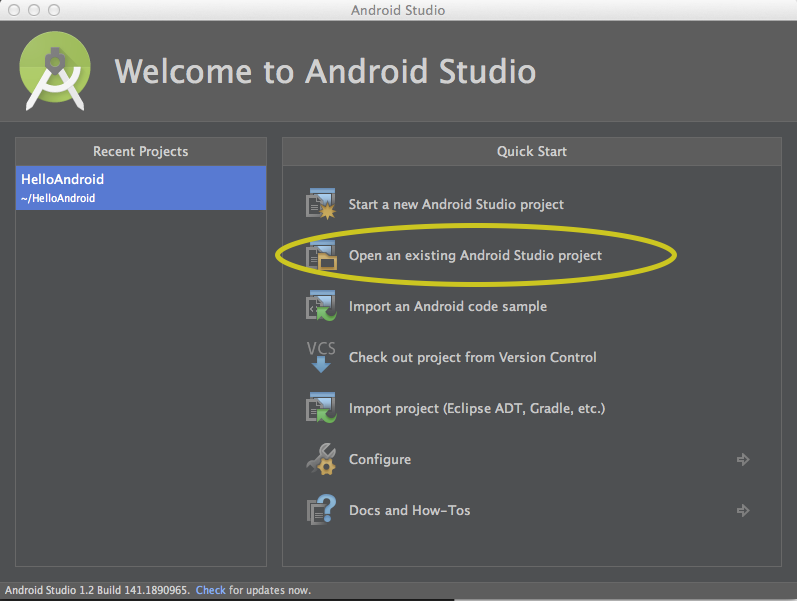 Android Studio
Welcome to Android Studio
Recent Projects
HelloAndroid
~/HelloAndroid
Quick Start
Start a new Android Studio project
Open an existing Android Studio project
Import an Android code sample
VCS
Check out project from Version Control
Import project (Eclipse ADT, Gradle, etc.)
Configure
Docs and How-Tos
Android Studio 1.2 Build 141.1890965. Check for updates now.